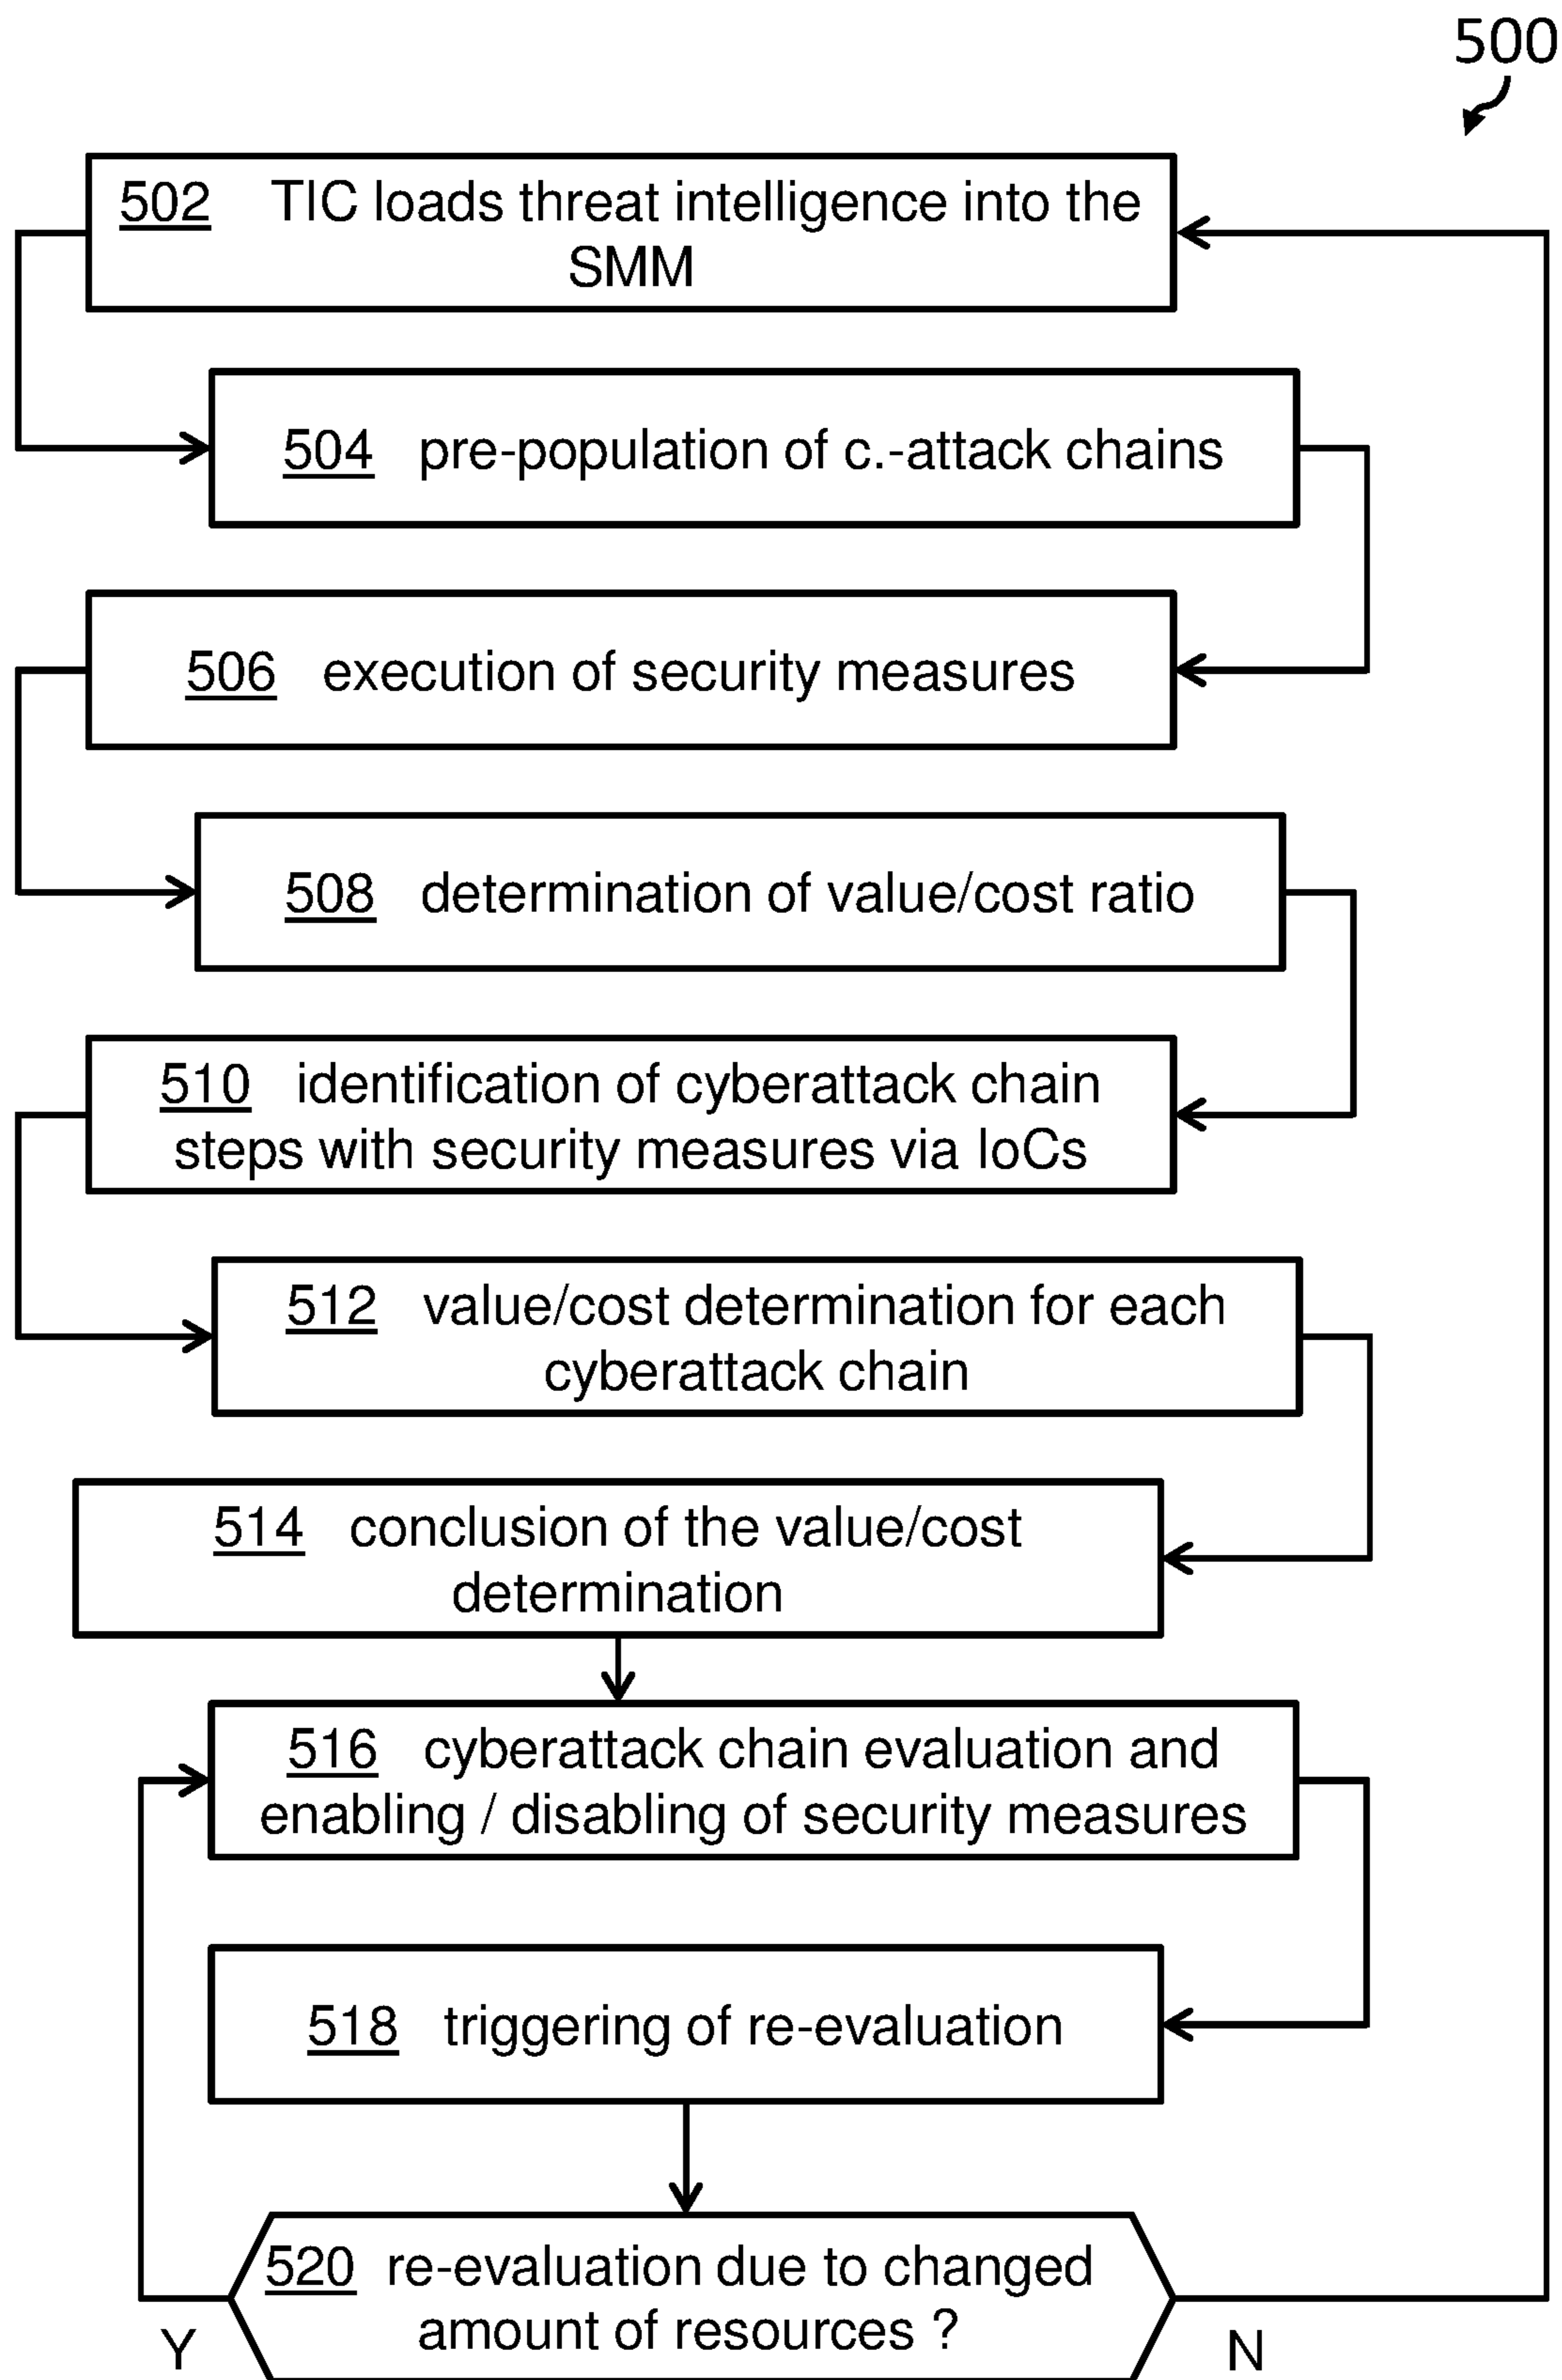 500
502 TIC loads threat intelligence into the
SMM
504 pre-population of c.-attack chains
506 execution of security measures
508 determination of value/cost ratio
510 identification of cyberattack chain
steps with security measures via IoCs
512 value/cost determination for each
cyberattack chain
514 conclusion of the value/cost
determination
516 cyberattack chain evaluation and
enabling / disabling of security measures
518 triggering of re-evaluation
520 re-evaluation due to changed
amount of resources ?
Y
N